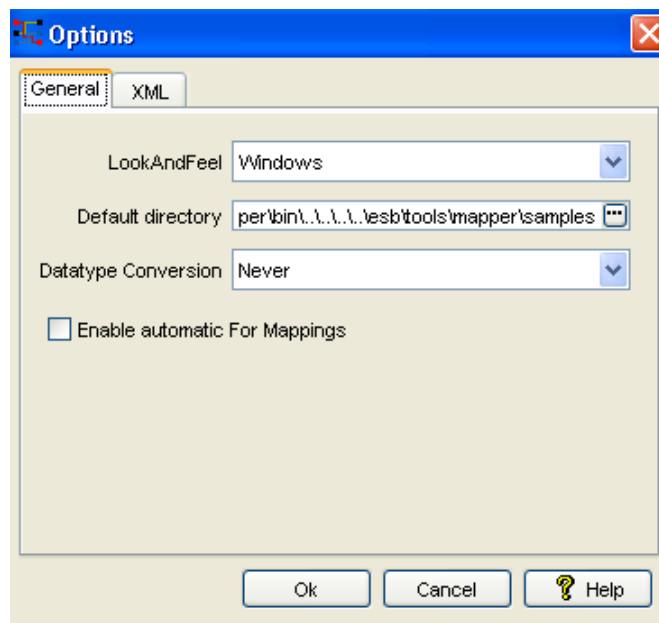 Options
General XML
LookAndFeel Windows
Default directory per\bin\..\..\..\..\esb\tools\mapper\samples ...
Datatype Conversion Never
Enable automatic For Mappings
Ok Cancel ? Help